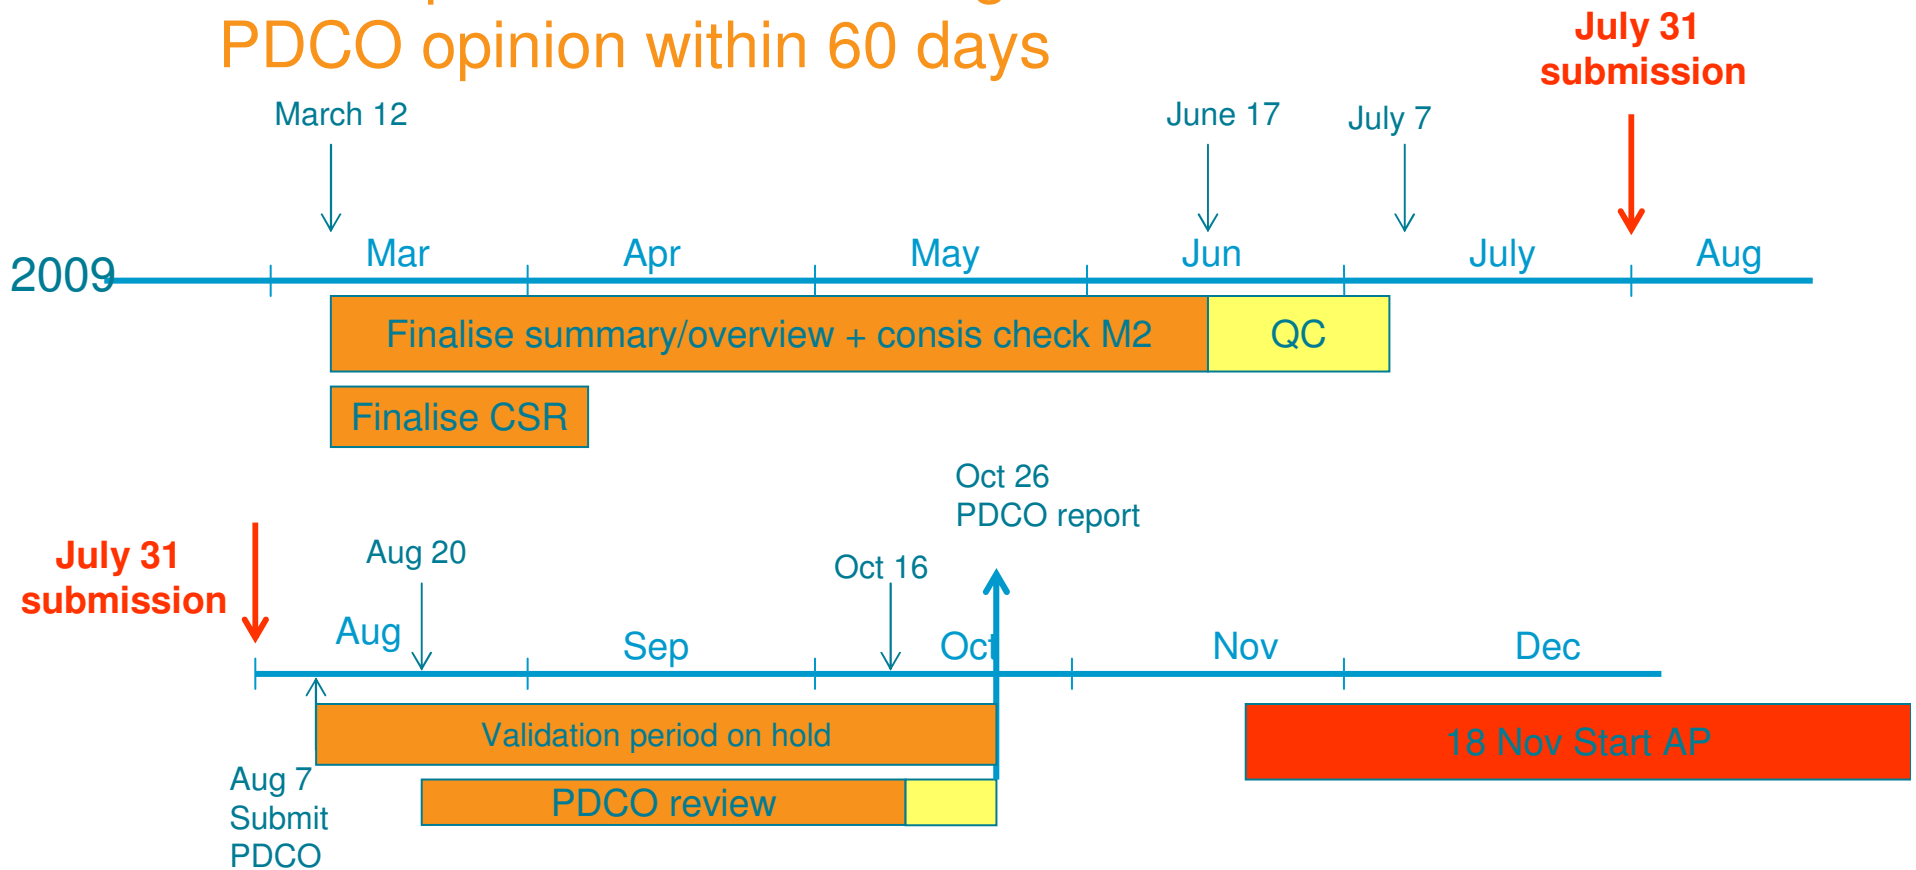 PDCO opinion within 60 days
July 31
submission
March 12
June 17
July 7
2009
Mar
Apr
May
Jun
July
Aug
Finalise summary/overview + consis check M2
QC
Finalise CSR
Oct 26
PDCO report
July 31
submission
Aug 20
Oct 16
Aug
Sep
Oct
Nov
Dec
Validation period on hold
18 Nov Start AP
Aug 7
Submit
PDCO
PDCO review